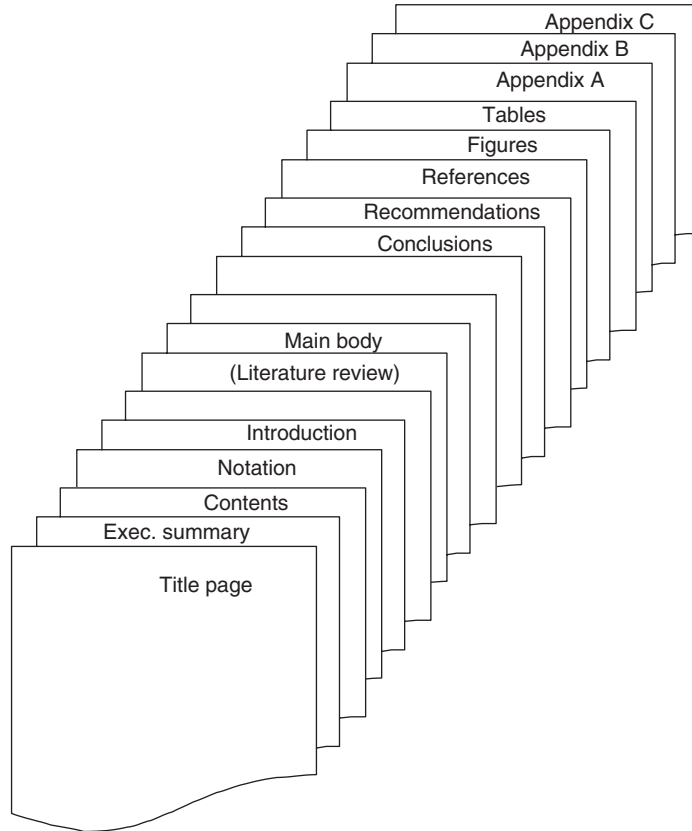 Appendix C
Appendix B
Appendix A
Tables
Figures
References
Recommendations
Conclusions
Main body
(Literature review)
Introduction
Notation
Contents
Exec. summary
Title page